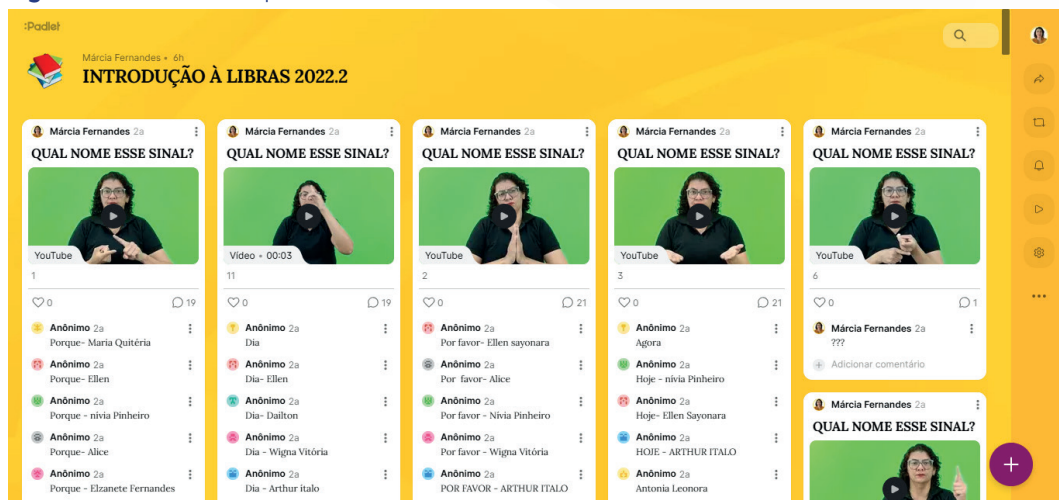 :Padlet
Márcia Fernandes • 6h
INTRODUÇÃO À LIBRAS 2022.2
Márcia Fernandes 2a
QUAL NOME ESSE SINAL?
YouTube
1
0 19
Anônimo 2a
Porque- Maria Quitéria
Anônimo 2a
Porque- Ellen
Anônimo 2a
Porque - nivia Pinheiro
Anônimo 2a
Porque- Alice
Anônimo 2a
Porque - Elzanete Fernandes
Márcia Fernandes 2a
QUAL NOME ESSE SINAL?
Vídeo • 00:03
11
0 19
Anônimo 2a
Dia
Anônimo 2a
Dia- Ellen
Anônimo 2a
Dia- Dailton
Anônimo 2a
Dia - Wigna Vitória
Anônimo 2a
Dia - Arthur italo
Márcia Fernandes 2a
QUAL NOME ESSE SINAL?
YouTube
2
0 21
Anônimo 2a
Por favor- Ellen sayonara
Anônimo 2a
Por favor- Alice
Anônimo 2a
Por favor - Nivia Pinheiro
Anônimo 2a
Por favor - Wigna Vitória
Anônimo 2a
POR FAVOR - ARTHUR ITALO
Márcia Fernandes 2a
QUAL NOME ESSE SINAL?
YouTube
3
0 21
Anônimo 2a
Agora
Anônimo 2a
Hoje - nivia Pinheiro
Anônimo 2a
Hoje- Ellen Sayonara
Anônimo 2a
HOJE - ARTHUR ITALO
Anônimo 2a
Antonia Leonora
Márcia Fernandes 2a
QUAL NOME ESSE SINAL?
YouTube
6
0 1
Márcia Fernandes 2a
???
Adicionar comentário
Márcia Fernandes 2a
QUAL NOME ESSE SINAL?